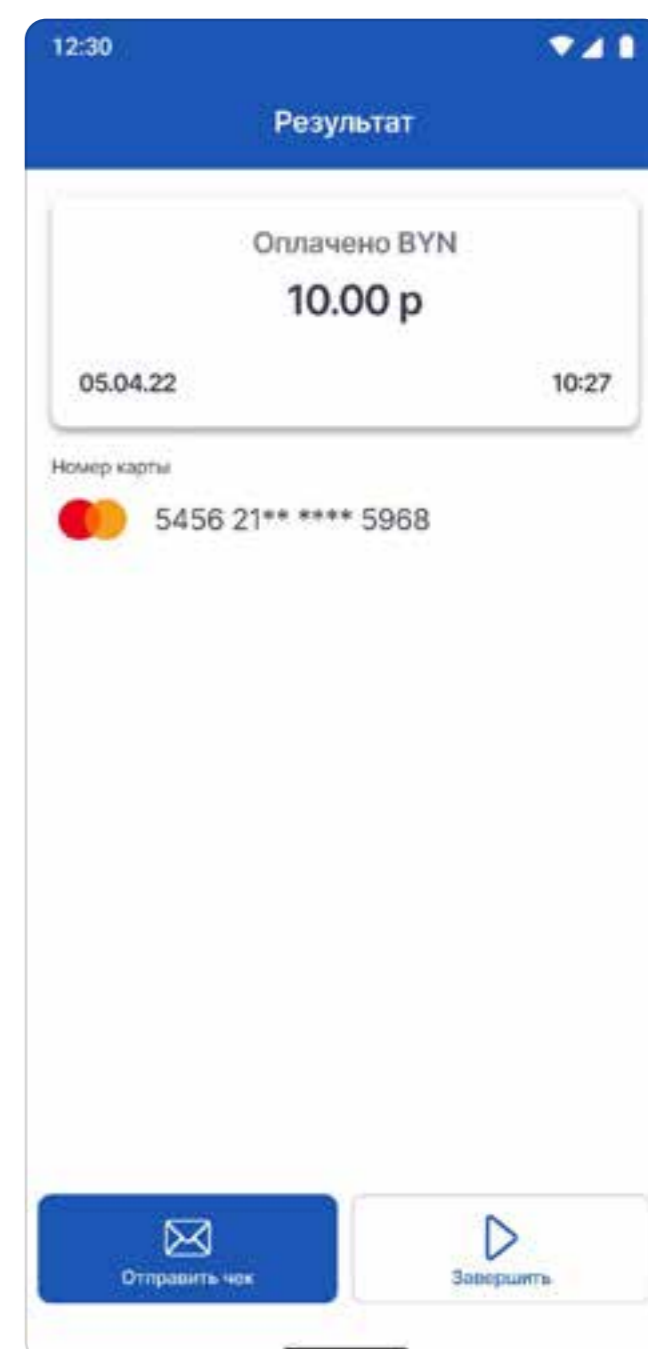 12:30
Результат
Оплачено BYN
10.00 р
05.04.22 10:27
Номер карты
5456 21** **** 5968
Отправить чек
Завершить